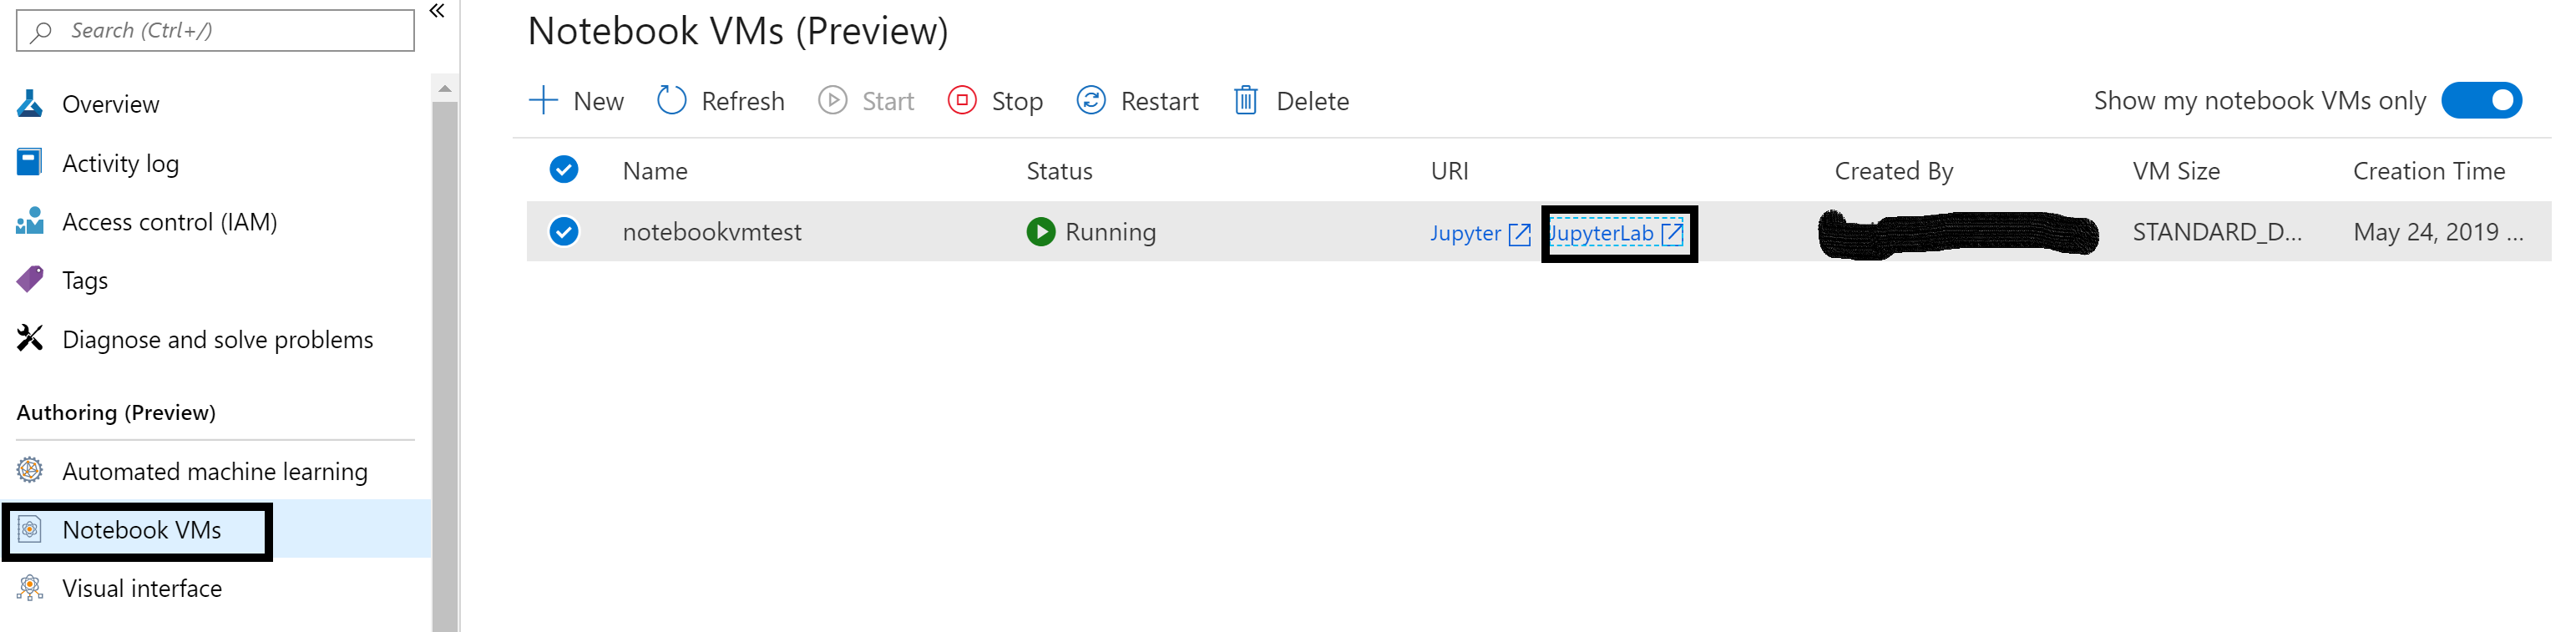 Search (Ctrl+/)
«
Overview
Activity log
Access control (IAM)
Tags
Diagnose and solve problems
Authoring (Preview)
Automated machine learning
Notebook VMs
Visual interface
Notebook VMs (Preview)
New Refresh Start Stop Restart Delete Show my notebook VMs only
Name Status URI Created By VM Size Creation Time
notebookvmtest Running Jupyter JupyterLab STANDARD_D... May 24, 2019 ...